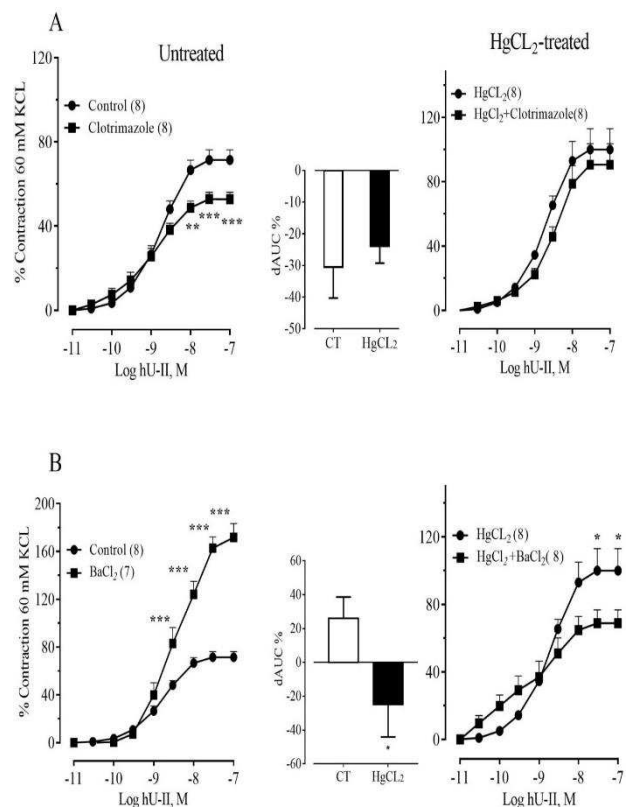 A
Untreated
HgCL2-treated
Control (8)
Clotrimazole (8)
HgCL2(8)
HgCl2+Clotrimazole(8)
% Contraction 60 mM KCL
80
60
40
20
0
**
***
***
-11 -10 -9 -8 -7
Log hU-II, M
dAUC %
0
-10
-20
-30
-40
-50
CT HgCL2
120
80
40
0
-11 -10 -9 -8 -7
Log hU-II, M
B
Control (8)
BaCl2 (7)
HgCL2 (8)
HgCl2+BaCl2( 8)
% Contraction 60 mM KCL
200
160
120
80
40
0
***
***
***
***
***
-11 -10 -9 -8 -7
Log hU-II, M
dAUC %
60
40
20
0
-20
-40
-60
*
CT HgCL2
120
80
40
0
* *
-11 -10 -9 -8 -7
Log hU-II, M